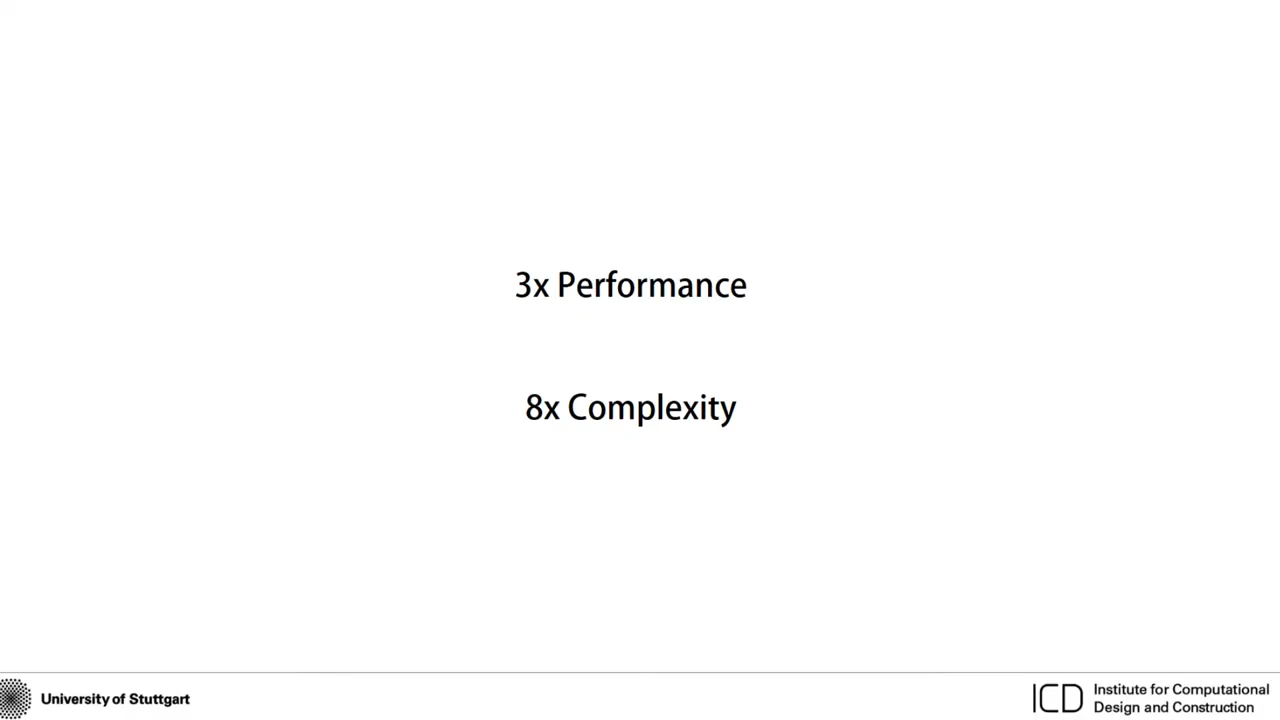 3x Performance
8x Complexity
University of Stuttgart
ICD
Institute for Computational
Design and Construction